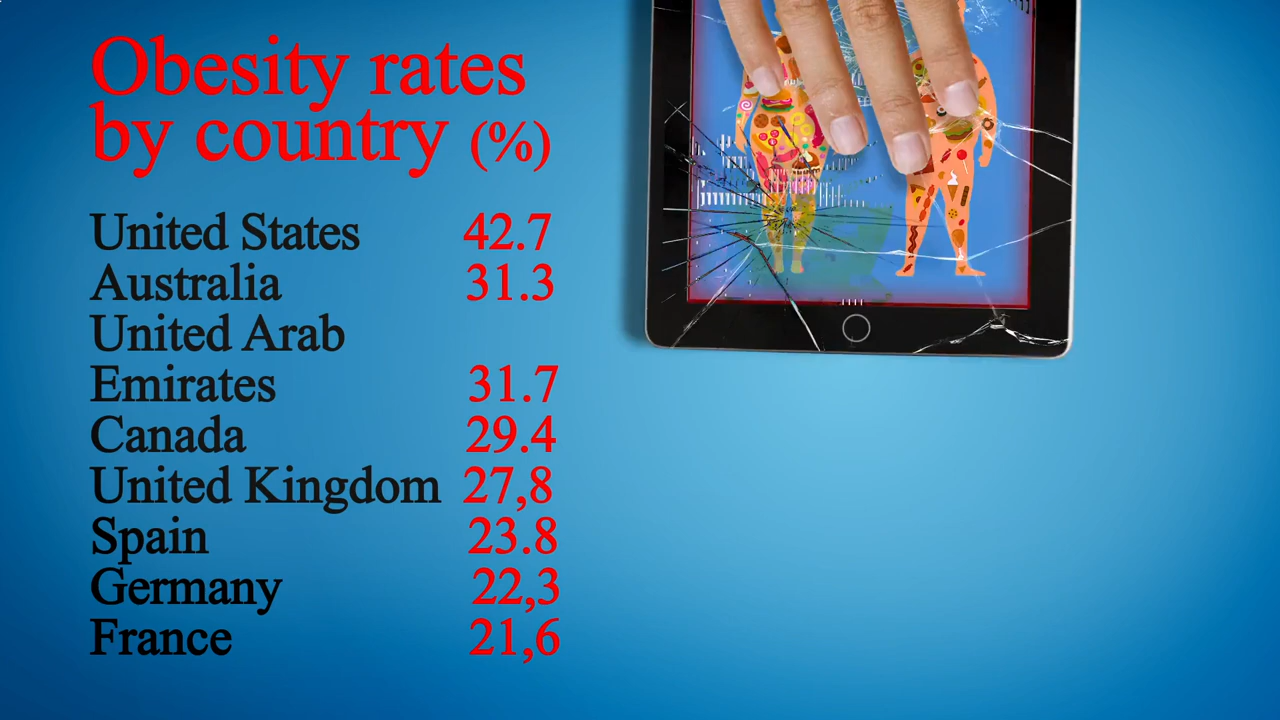 Obesity rates
by country (%)
United States 42.7
Australia 31.3
United Arab
Emirates 31.7
Canada 29.4
United Kingdom 27,8
Spain 23.8
Germany 22,3
France 21,6